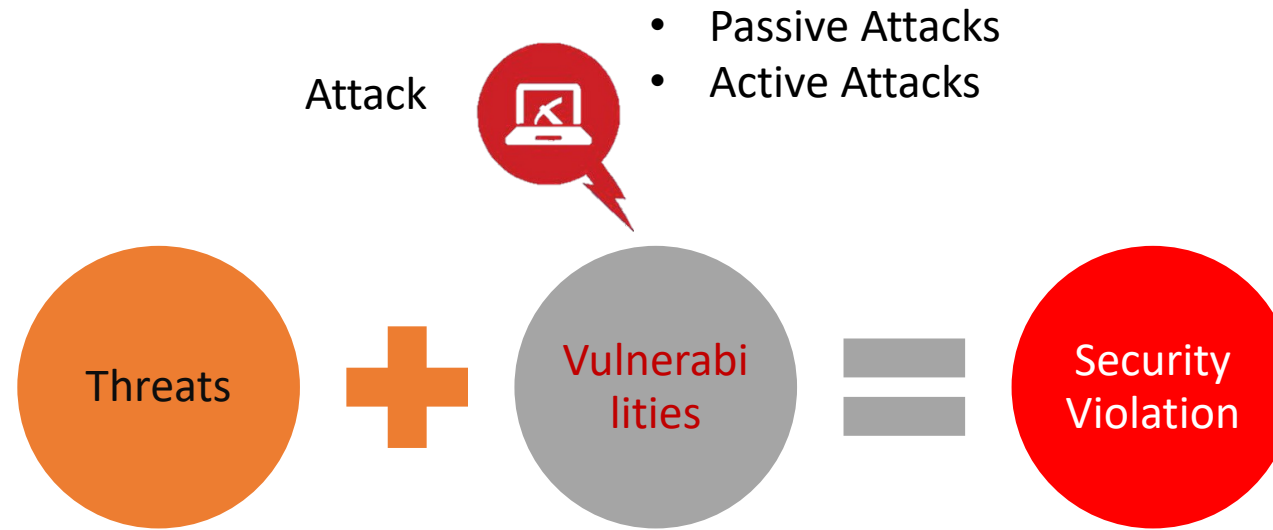 • Passive Attacks
• Active Attacks
Attack
Threats
Vulnerabi
lities
Security
Violation